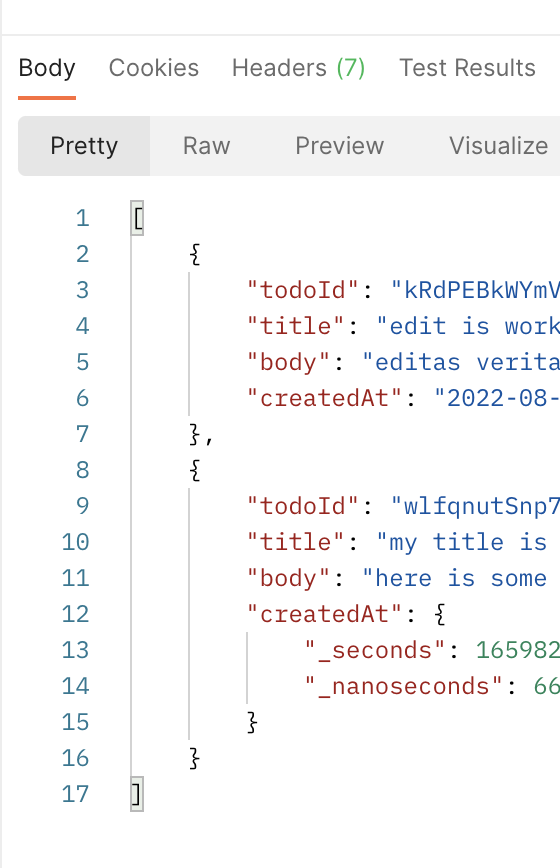 Body Cookies Headers (7) Test Results
Pretty Raw Preview Visualize
1 [
2 {
3 "todoId": "kRdPEBkWYmV
4 "title": "edit is work
5 "body": "editas verita
6 "createdAt": "2022-08-
7 },
8 {
9 "todoId": "wlfqnutSnp7
10 "title": "my title is
11 "body": "here is some
12 "createdAt": {
13 "_seconds": 165982
14 "_nanoseconds": 66
15 }
16 }
17 ]